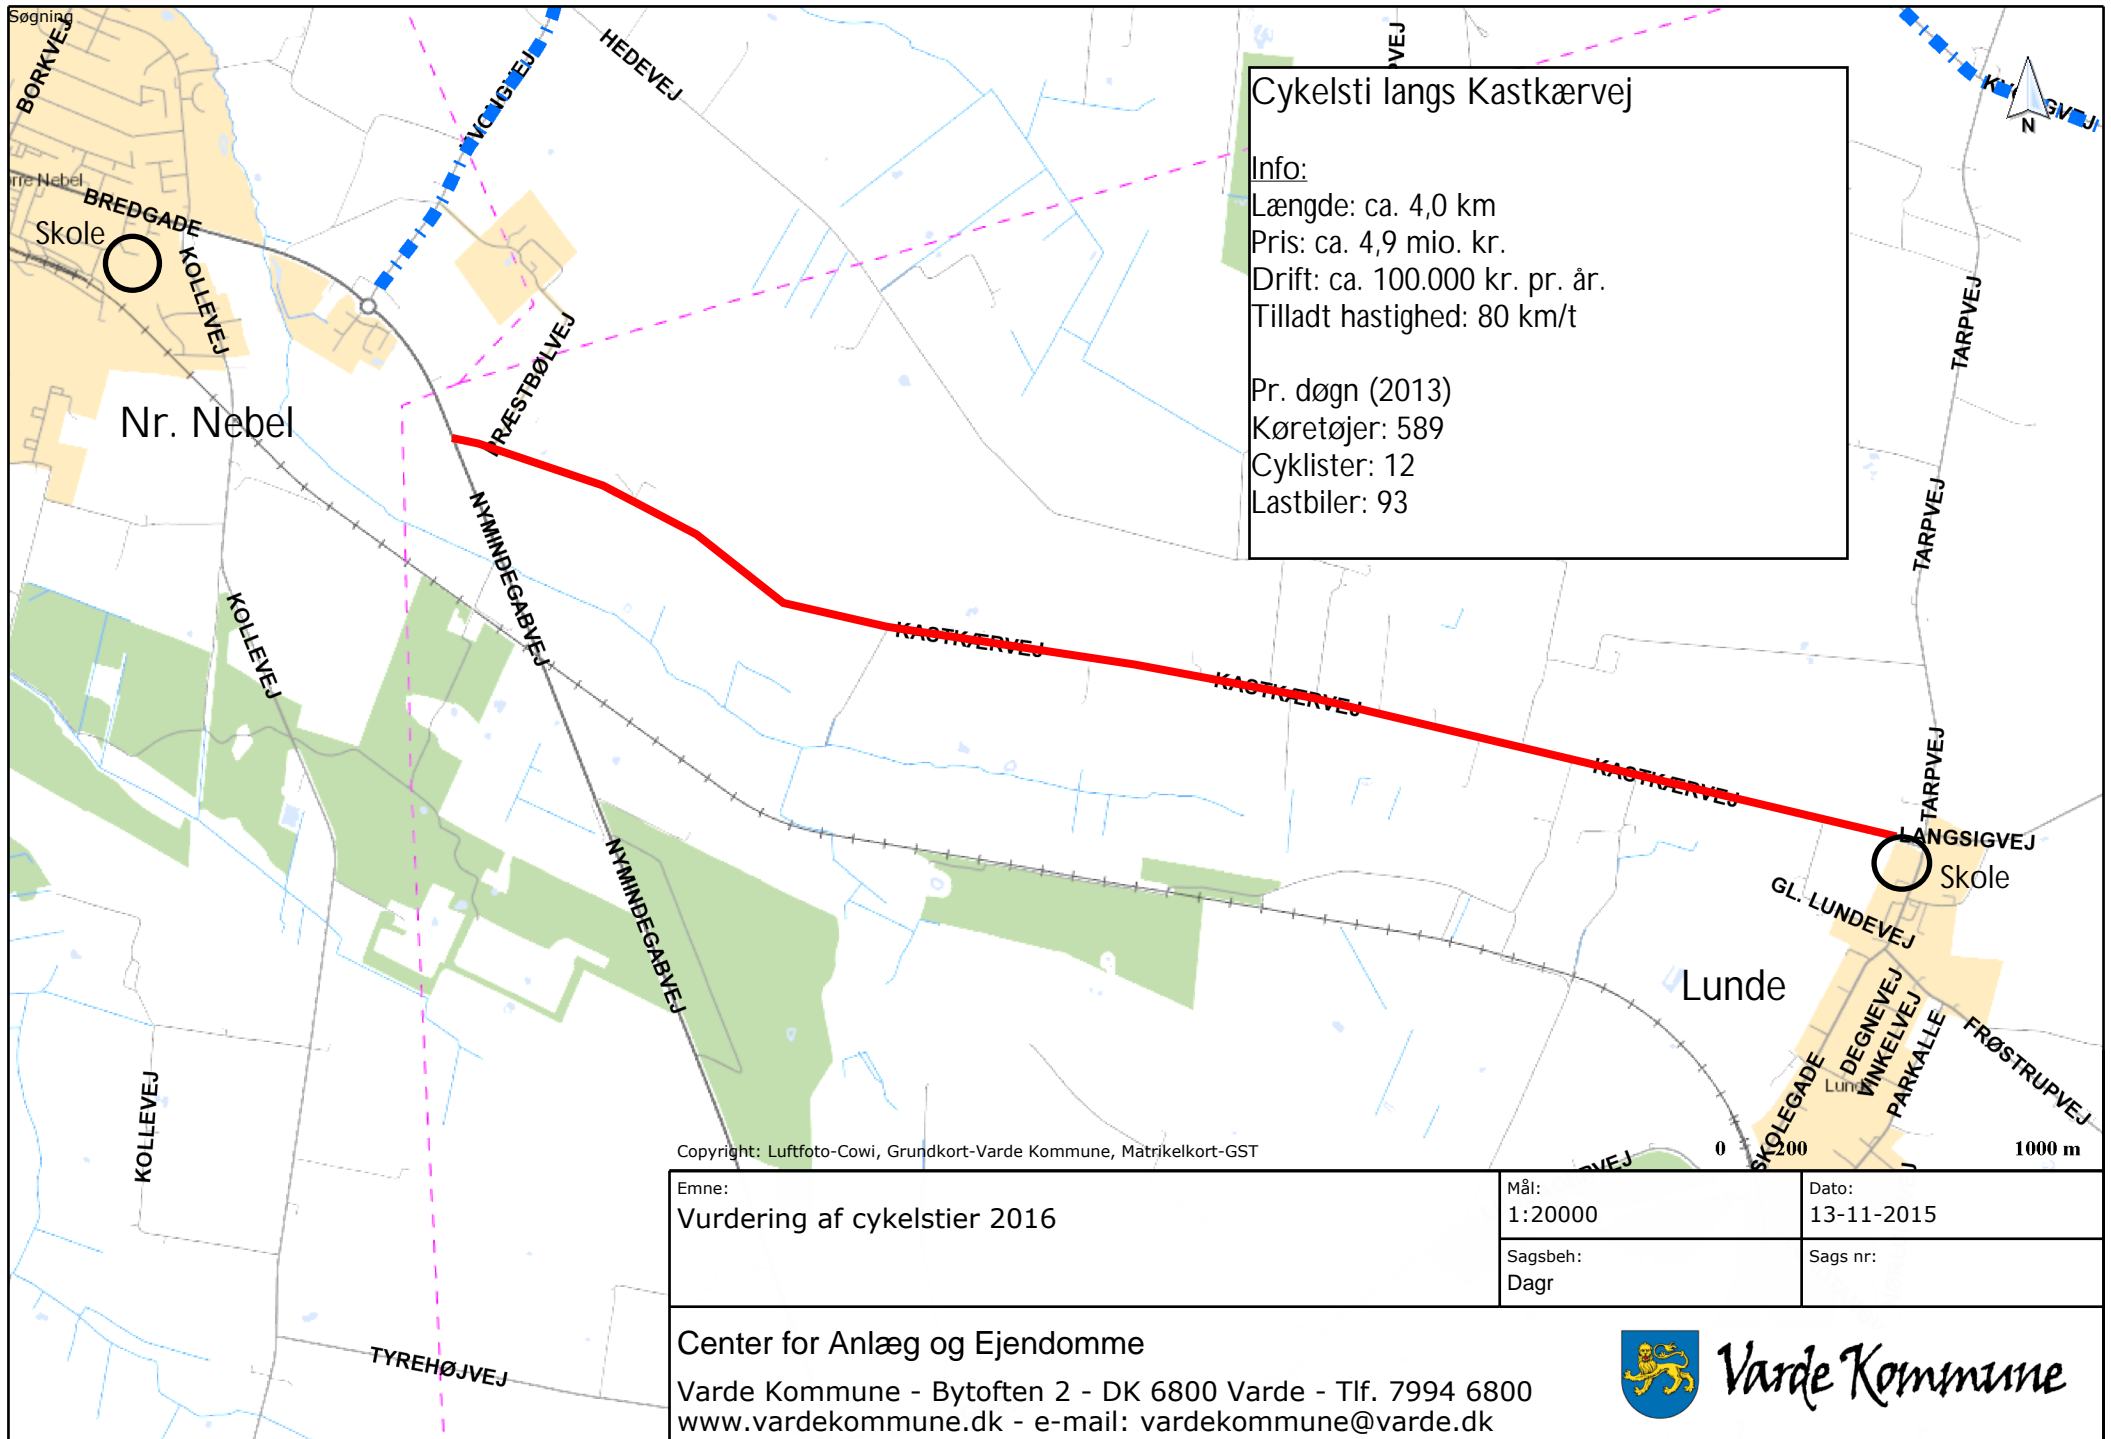 Søgning
BORKVEJ
HEDEVEJ
Cykelsti langs Kastkærvej
Info:
Længde: ca. 4,0 km
Pris: ca. 4,9 mio. kr.
Drift: ca. 100.000 kr. pr. år.
Tilladt hastighed: 80 km/t
Pr. døgn (2013)
Køretøjer: 589
Cyklister: 12
Lastbiler: 93
N
BREDGADE
Skole
KOLLEVEJ
Nr. Nebel
PRÆSTBØLVEJ
TARPVEJ
TARPVEJ
TARPVEJ
NYMINDEGABVEJ
KOLLEVEJ
KASTKÆRVEJ
KASTKÆRVEJ
KASTKÆRVEJ
LANGSIGVEJ
Skole
GL. LUNDEVEJ
NYMINDEGABVEJ
Lunde
DEGNEVEJ
VINKELVEJ
PARKALLE
FRØSTRUPVEJ
SKOLEGADE
KOLLEVEJ
TYREHØJVEJ
0 200 1000 m
Copyright: Luftfoto-Cowi, Grundkort-Varde Kommune, Matrikelkort-GST
Emne:
Vurdering af cykelstier 2016
Mål:
1:20000
Dato:
13-11-2015
Sagsbeh:
Dagr
Sags nr:
Center for Anlæg og Ejendomme
Varde Kommune - Bytoften 2 - DK 6800 Varde - Tlf. 7994 6800
www.vardekommune.dk - e-mail: vardekommune@varde.dk
Varde Kommune